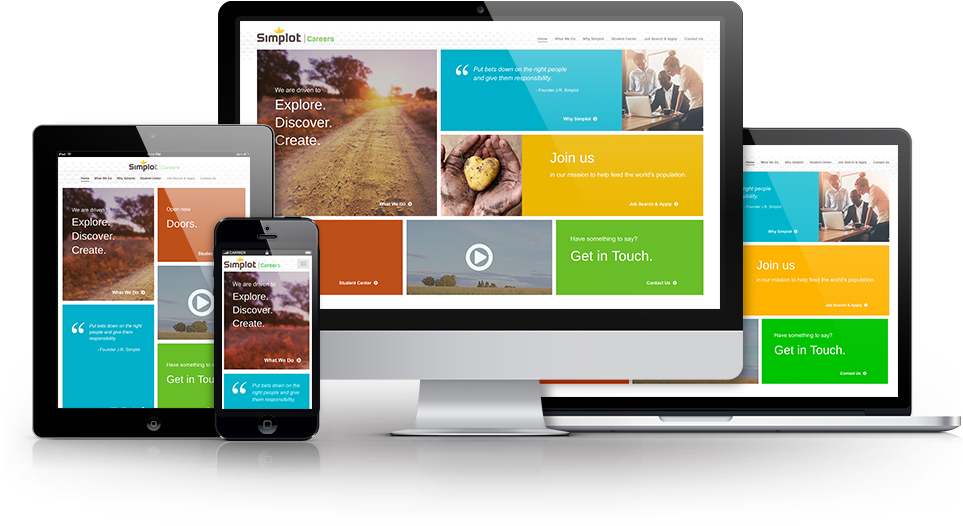 Simplot | Careers
Home What We Do Why Simplot Student Center Job Search & Apply Contact Us
We are driven to
Explore.
Discover.
Create.
What We Do
Put bets down on the right people
and give them responsibility.
- Founder J.R. Simplot
Why Simplot
Join us
in our mission to help feed the world's population.
Job Search & Apply
Student Center
Have something to say?
Get in Touch.
Contact Us
iPad
Simplot | Careers
Home What We Do Why Simplot Student Center Job Search & Apply Contact Us
We are driven to
Explore.
Discover.
Create.
What We Do
Open new
Doors.
Stude
Put bets down on the right
people and give them
responsibility.
- Founder J.R. Simplot
Have something to
Get in Tou
CARRIER
Simplot | Careers
We are driven to
Explore.
Discover.
Create.
What We Do
Put bets down on the
right people and give
them responsibility.
Home What We Do Why Simplot Student Center Job Search & Apply Contact Us
ht people
ibility.
- Founder J.R. Simplot
Why Simplot
Join us
in our mission to help feed the world's population.
Job Search & Apply
Have something to say?
Get in Touch.
Contact Us